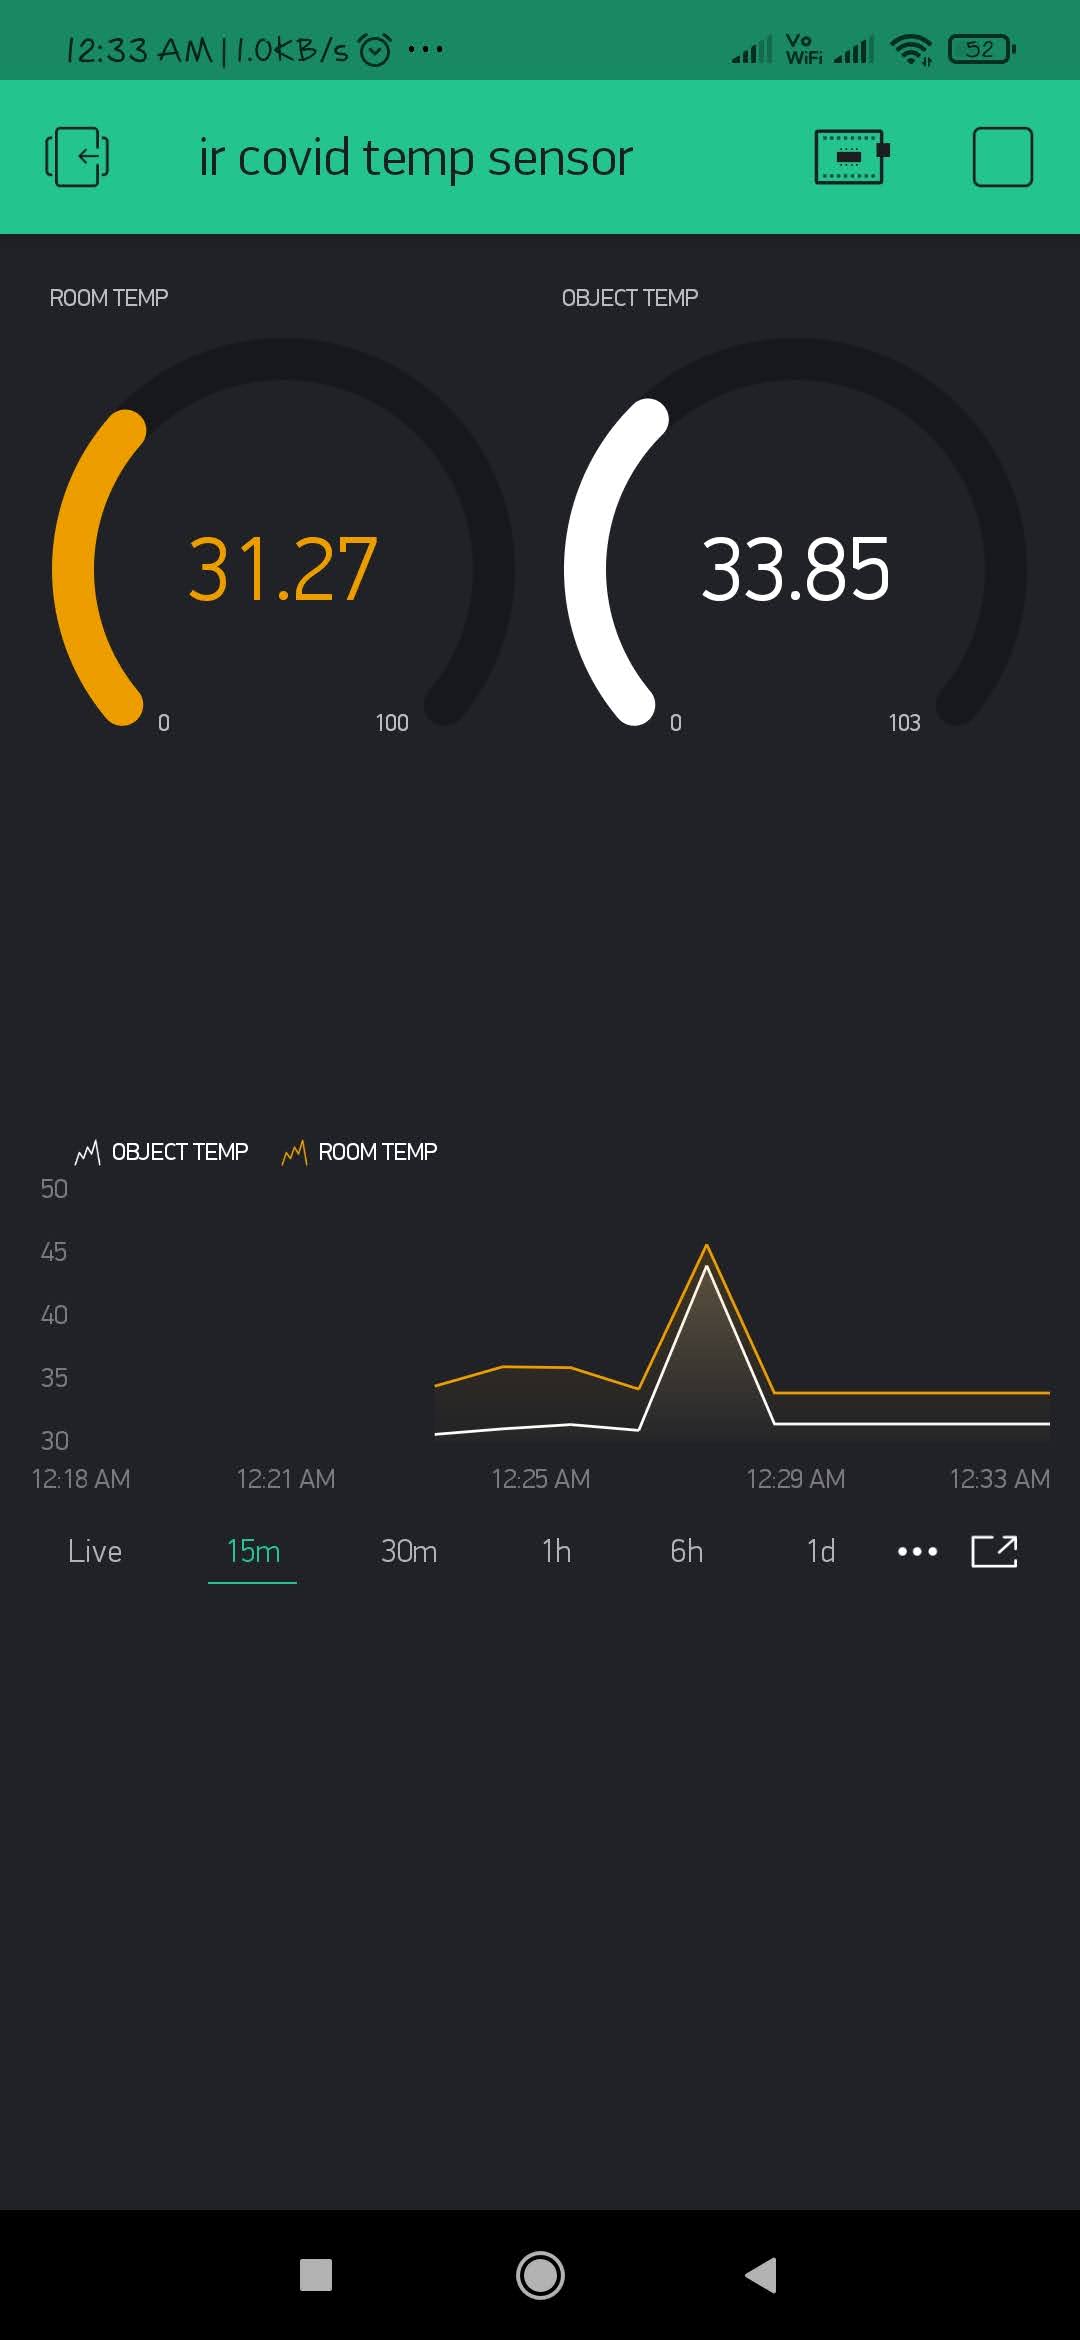 12:33 AM | 1.0KB/s ... Vo WiFi 52
ir covid temp sensor
ROOM TEMP OBJECT TEMP
31.27 33.85
0 100 0 103
OBJECT TEMP ROOM TEMP
50
45
40
35
30
12:18 AM 12:21 AM 12:25 AM 12:29 AM 12:33 AM
Live 15m 30m 1h 6h 1d